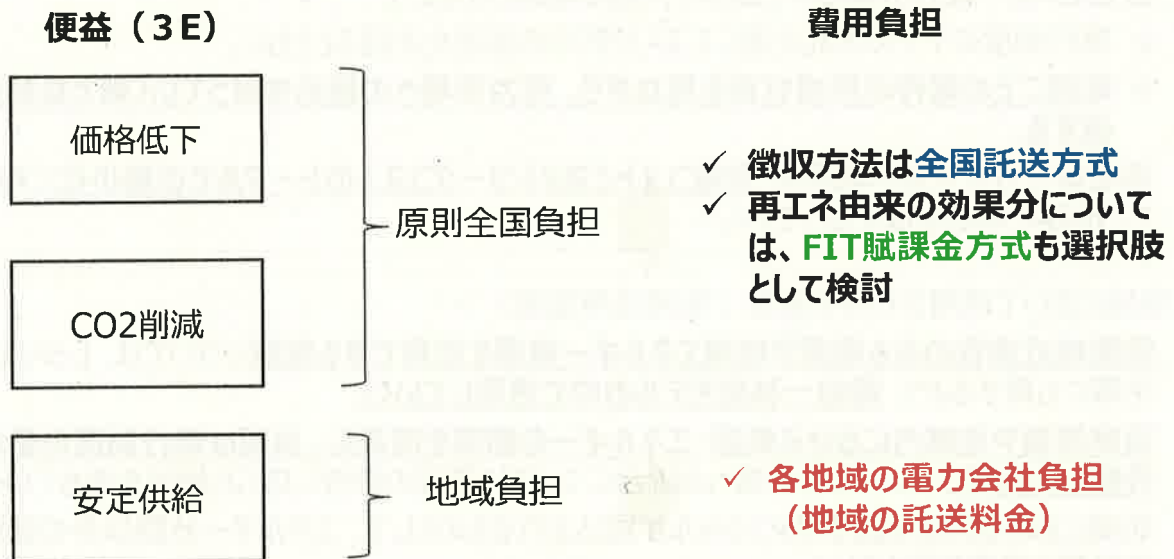 便益（3E）
費用負担
価格低下
CO2削減
原則全国負担
✓ 徴収方法は全国託送方式
✓ 再エネ由来の効果分について
は、FIT賦課金方式も選択肢
として検討
安定供給
地域負担
✓ 各地域の電力会社負担
（地域の託送料金）